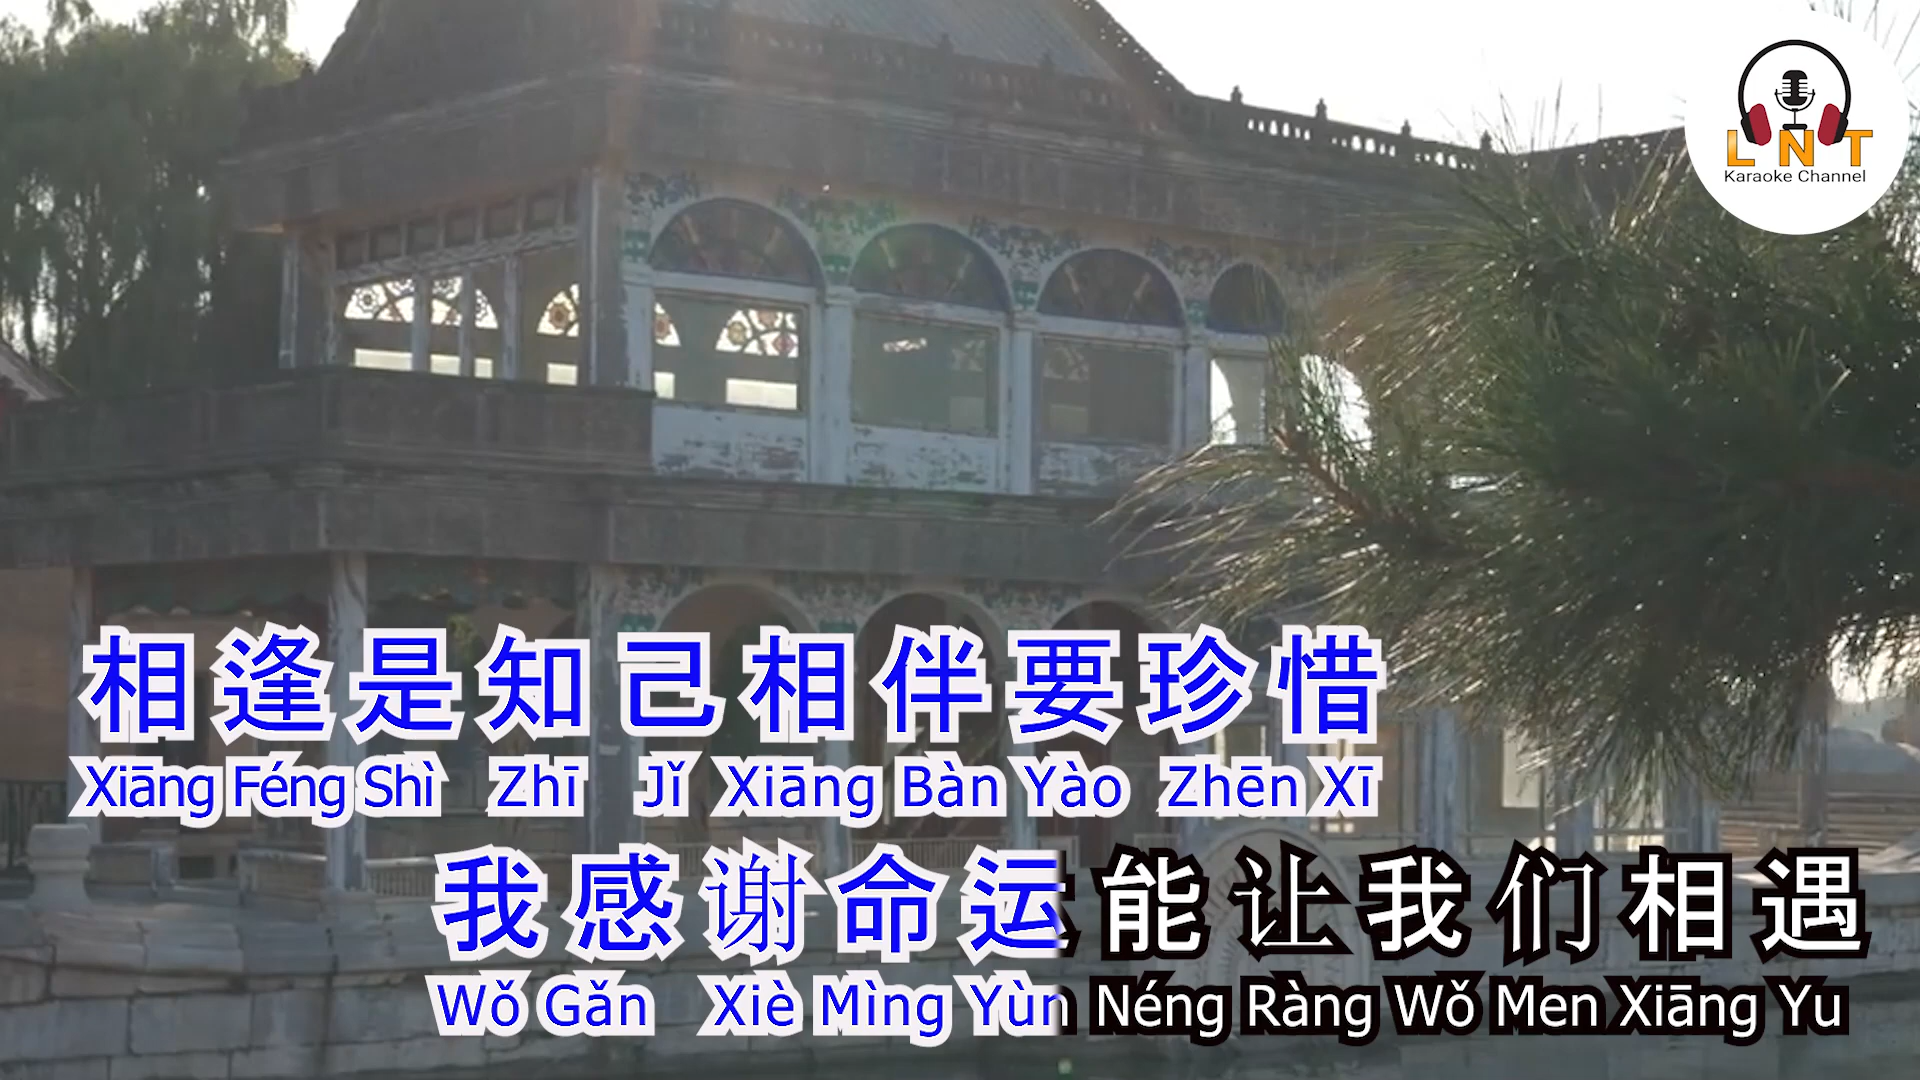 L N T
Karaoke Channel
相逢是知己相伴要珍惜
Xiāng Féng Shì Zhī Jǐ Xiāng Bàn Yào Zhēn Xī
我感谢命运能让我们相遇
Wǒ Gǎn Xiè Mìng Yùn Néng Ràng Wǒ Men Xiāng Yu